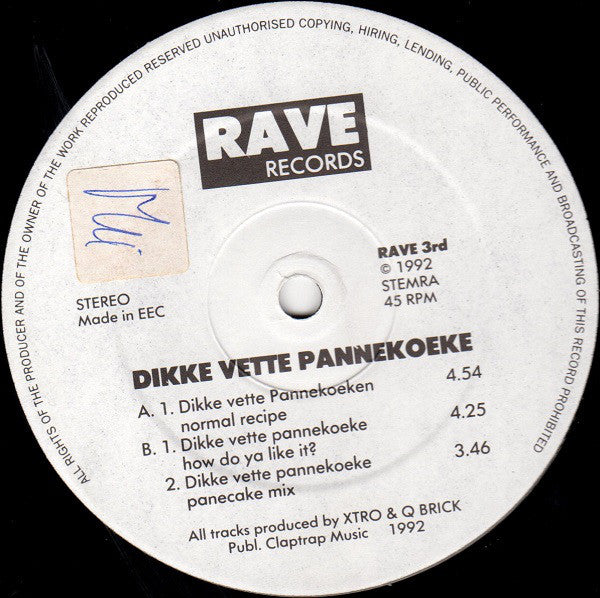 ALL RIGHTS OF THE PRODUCER AND OF THE OWNER OF THE WORK REPRODUCED RESERVED UNAUTHORISED COPYING, HIRING, LENDING, PUBLIC PERFORMANCE AND BROADCASTING OF THIS RECORD PROHIBITED
RAVE
RECORDS
STEREO
Made in EEC
RAVE 3rd
© 1992
STEMRA
45 RPM
DIKKE VETTE PANNEKOEKE
A. 1. Dikke vette Pannekoeken 4.54
normal recipe
B. 1. Dikke vette pannekoeke 4.25
how do ya like it?
2. Dikke vette pannekoeke 3.46
panecake mix
All tracks produced by XTRO & Q BRICK
Publ. Claptrap Music 1992